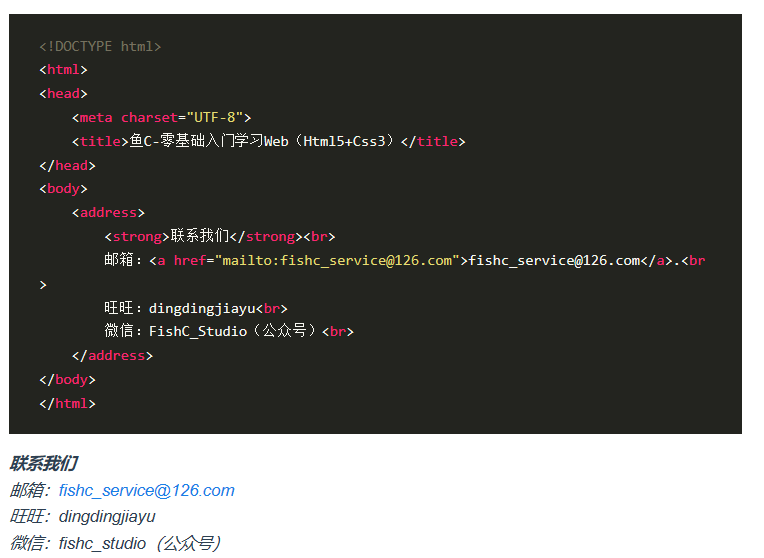 <!DOCTYPE html>
<html>
<head>
    <meta charset="UTF-8">
    <title>鱼C-零基础入门学习Web（Html5+Css3）</title>
</head>
<body>
    <address>
        <strong>联系我们</strong><br>
        邮箱：<a href="mailto:fishc_service@126.com">fishc_service@126.com</a>.<br
>
        旺旺：dingdingjiayu<br>
        微信：FishC_Studio（公众号）<br>
    </address>
</body>
</html>
联系我们
邮箱：fishc_service@126.com
旺旺：dingdingjiayu
微信：fishc_studio（公众号）